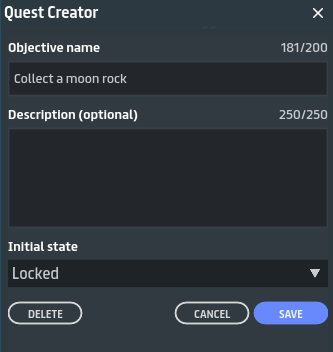 Quest Creator
Objective name 181/200
Collect a moon rock
Description (optional) 250/250
Initial state
Locked
DELETE CANCEL SAVE